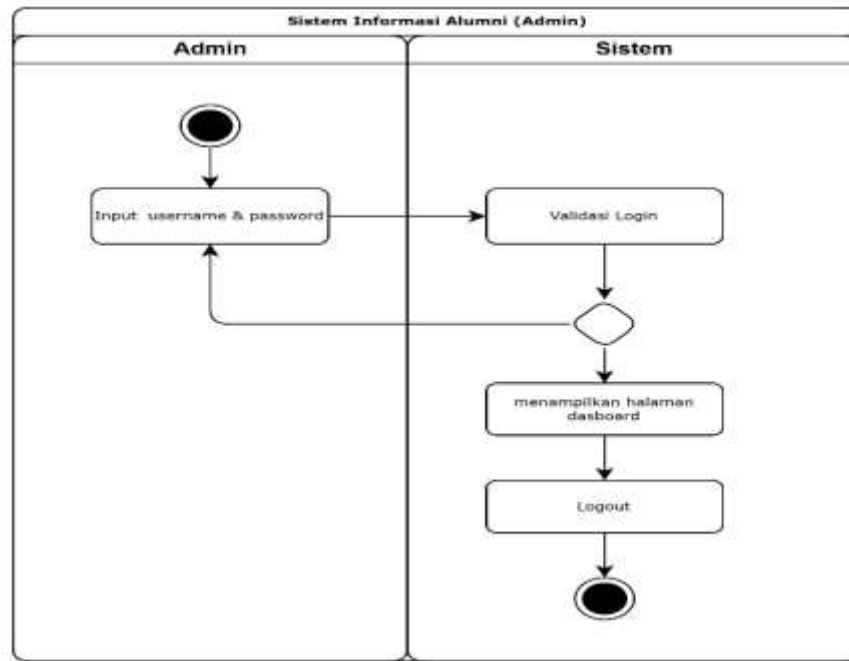 Sistem Informasi Alumni (Admin)
Admin
Sistem
Input username & password
Validasi Login
menampilkan halaman
dasboard
Logout